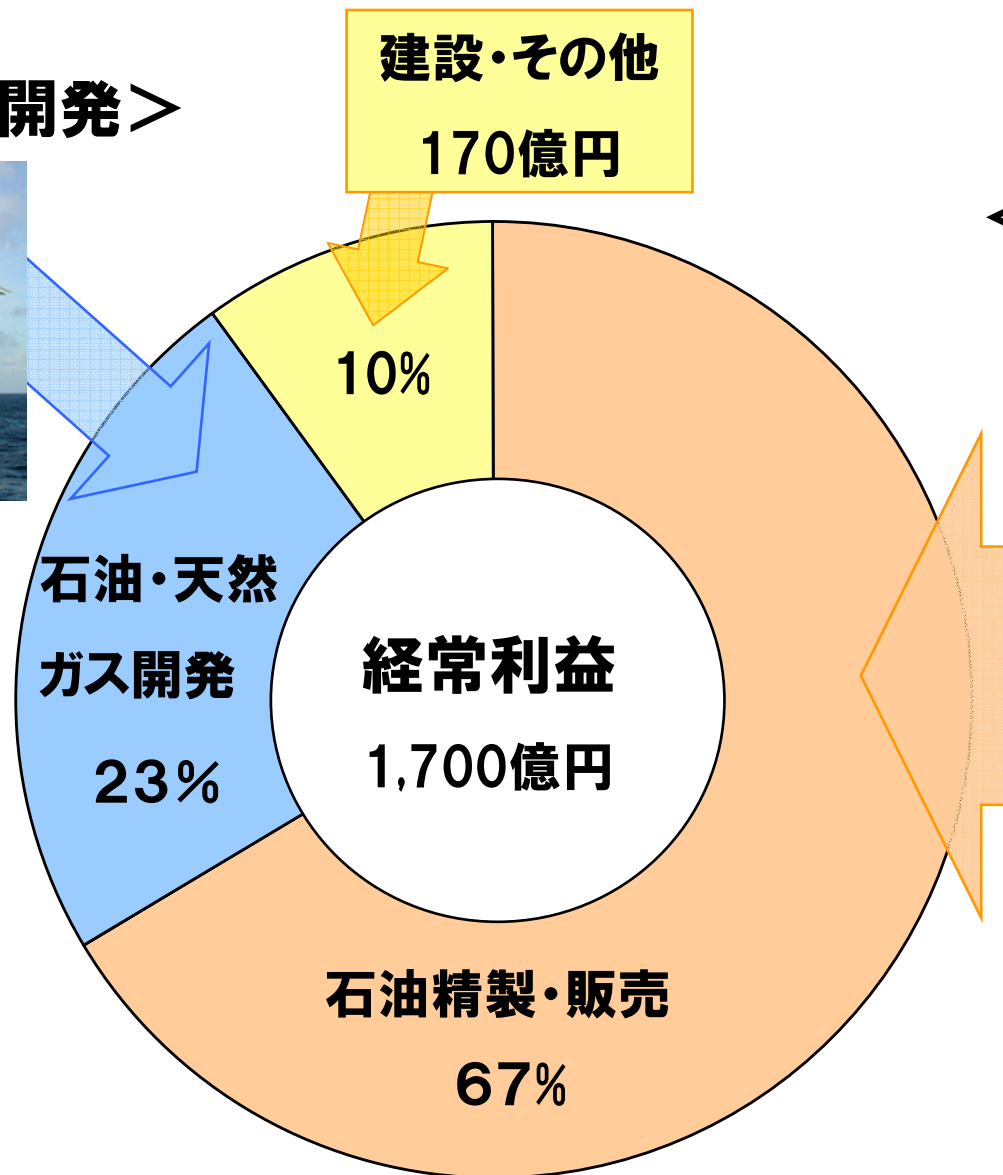 建設・その他
170億円
開発＞
＜
10%
石油・天然
ガス開発
23%
経常利益
1,700億円
石油精製・販売
67%